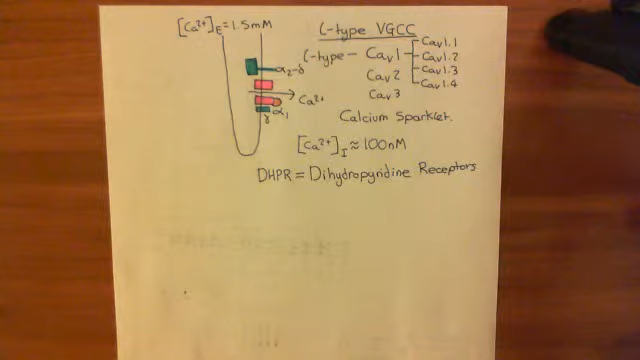 [Ca²⁺]E = 1.5mM
L-type VGCC
L-type — Cav1
Cav1.1
Cav1.2
Cav1.3
Cav1.4
Cav2
Cav3
α₂-δ
Ca²⁺
α₁
γ
Calcium Sparklet.
[Ca²⁺]I ≈ 100nM
DHPR = Dihydropyridine Receptors